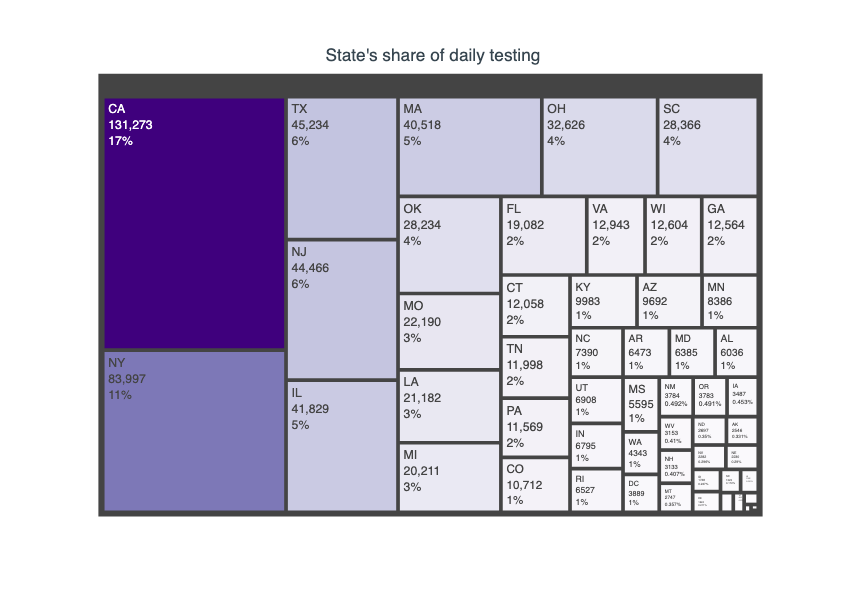 State's share of daily testing
CA
131,273
17%
NY
83,997
11%
TX
45,234
6%
NJ
44,466
6%
IL
41,829
5%
MA
40,518
5%
OH
32,626
4%
SC
28,366
4%
OK
28,234
4%
MO
22,190
3%
LA
21,182
3%
MI
20,211
3%
FL
19,082
2%
VA
12,943
2%
WI
12,604
2%
GA
12,564
2%
CT
12,058
2%
TN
11,998
2%
PA
11,569
2%
CO
10,712
1%
KY
9983
1%
AZ
9692
1%
MN
8386
1%
NC
7390
1%
AR
6473
1%
MD
6385
1%
AL
6036
1%
UT
6908
1%
IN
6795
1%
RI
6527
1%
MS
5595
1%
WA
4343
1%
DC
3889
1%
NM
3784
0.492%
OR
3783
0.491%
IA
3487
0.453%
WV
3153
0.41%
NH
3133
0.407%
MT
2747
0.357%